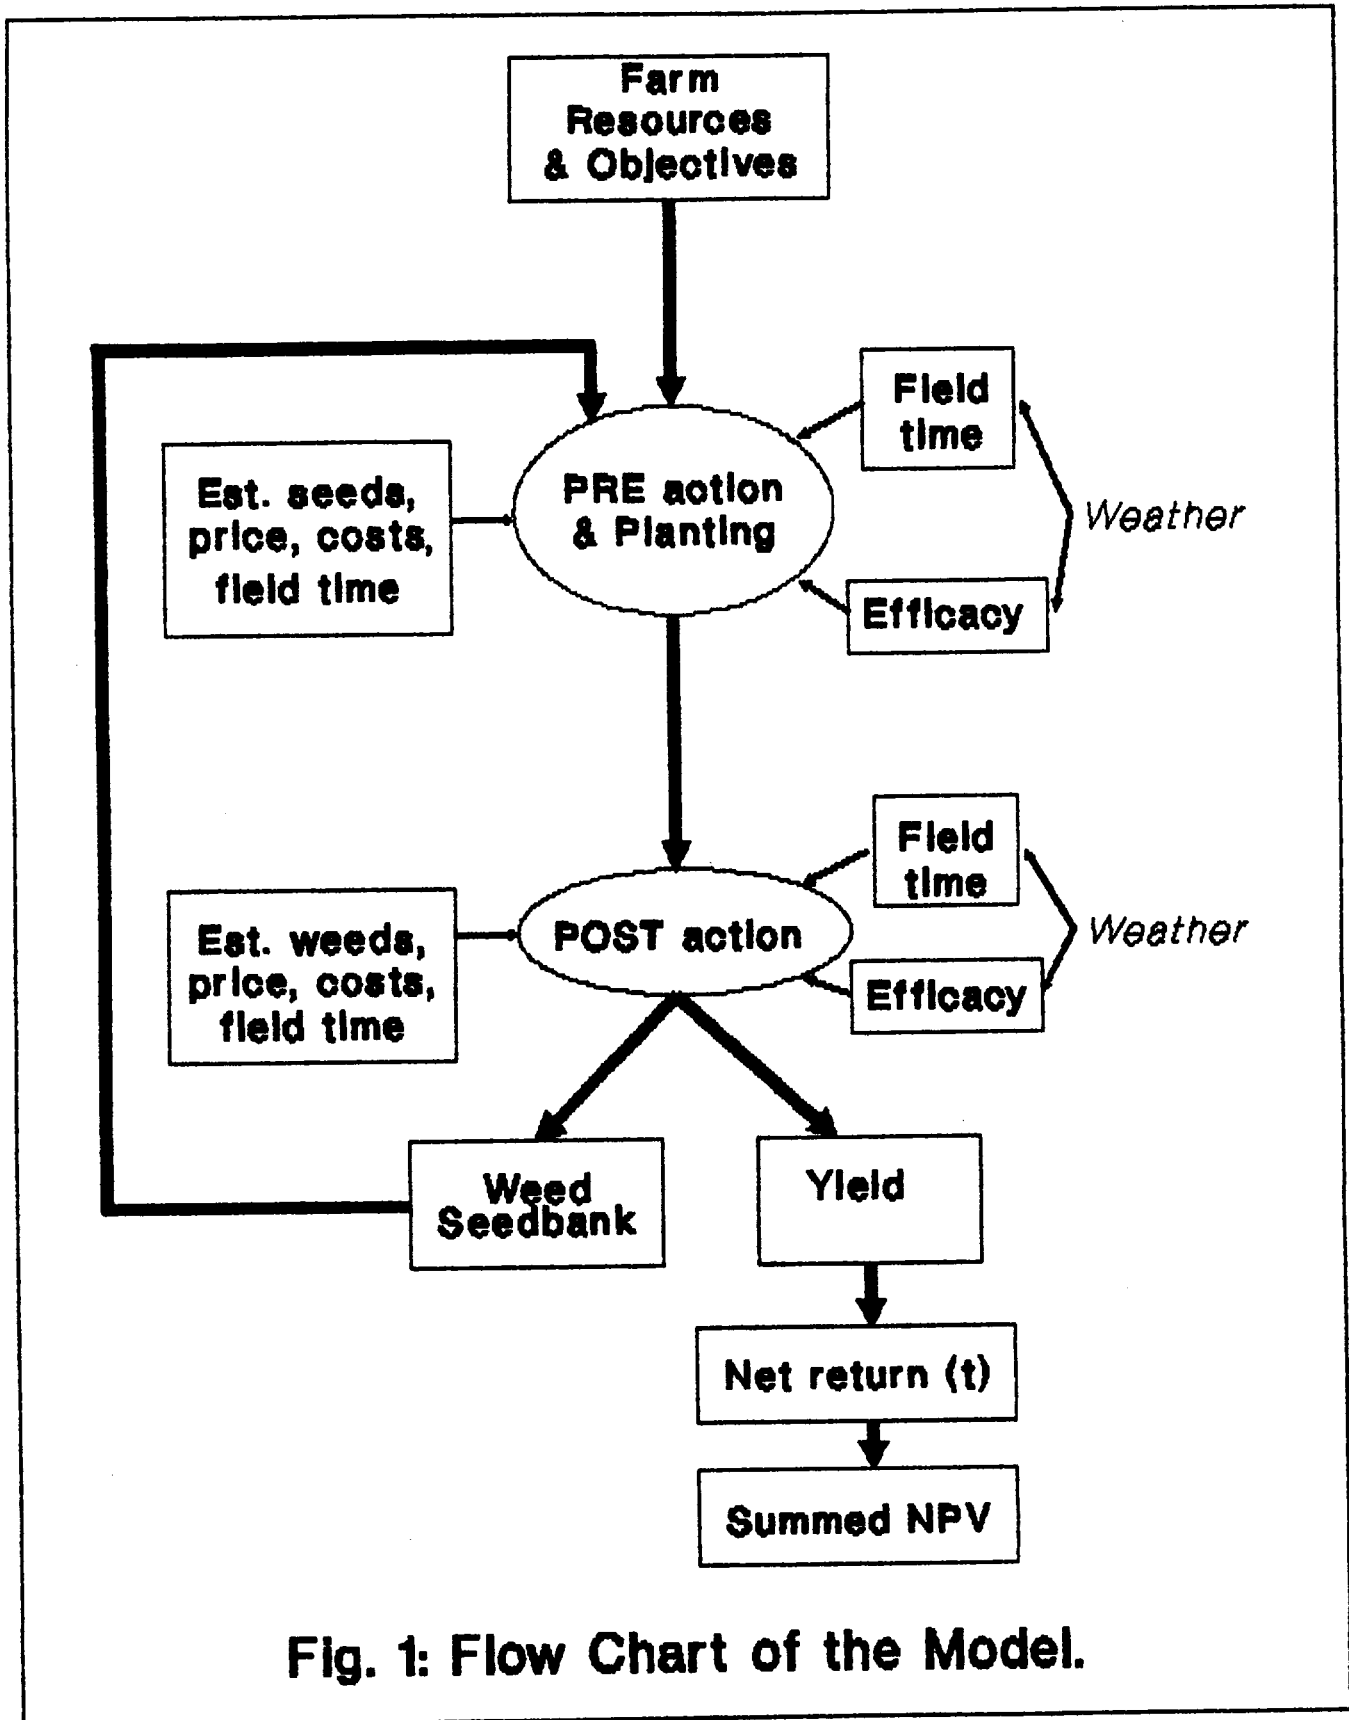 Farm
Resources
& Objectives
Field
time
Est. seeds,
price, costs,
field time
PRE action
& Planting
Weather
Efficacy
Field
time
Est. weeds,
price, costs,
field time
POST action
Weather
Efficacy
Weed
Seedbank
Yield
Net return (t)
Summed NPV
Fig. 1: Flow Chart of the Model.